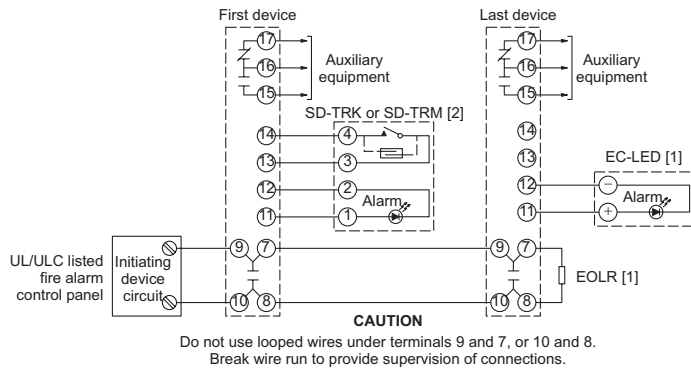 First device
Last device
17
16
15
Auxiliary
equipment
17
16
15
Auxiliary
equipment
SD-TRK or SD-TRM [2]
14
4
13
3
12
2
11
1
Alarm
14
13
12
11
EC-LED [1]
−
Alarm
+
UL/ULC listed
fire alarm
control panel
Initiating
device
circuit
9
7
10
8
9
7
10
8
EOLR [1]
CAUTION
Do not use looped wires under terminals 9 and 7, or 10 and 8.
Break wire run to provide supervision of connections.